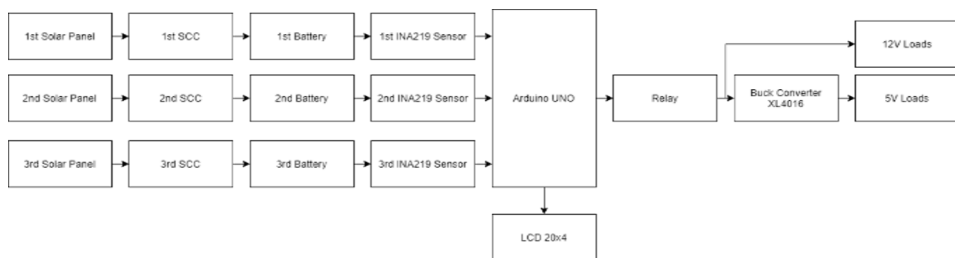 1st Solar Panel
1st SCC
1st Battery
1st INA219 Sensor
12V Loads
2nd Solar Panel
2nd SCC
2nd Battery
2nd INA219 Sensor
Arduino UNO
Relay
Buck Converter
XL4016
5V Loads
3rd Solar Panel
3rd SCC
3rd Battery
3rd INA219 Sensor
LCD 20x4